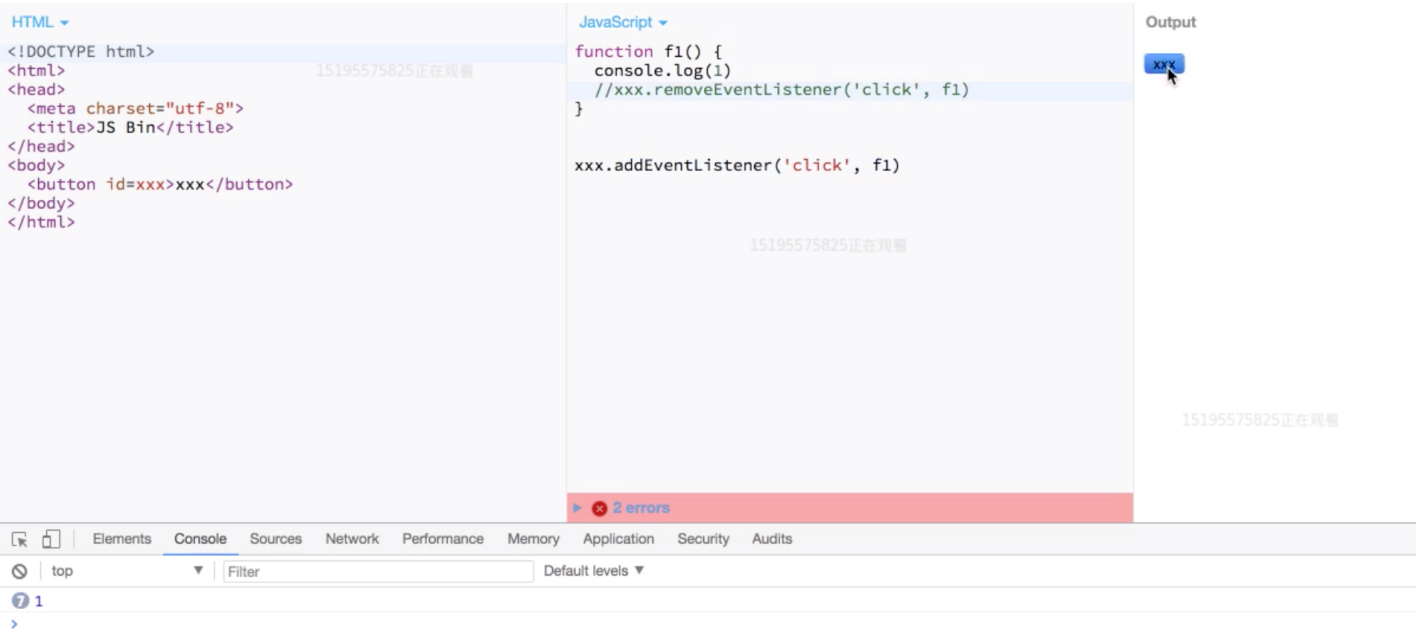 HTML
<!DOCTYPE html>
<html>
<head>
<meta charset="utf-8">
<title>JS Bin</title>
</head>
<body>
<button id=xxx>xxx</button>
</body>
</html>
15195575825正在观看
JavaScript
function f1() {
console.log(1)
//xxx.removeEventListener('click', f1)
}
xxx.addEventListener('click', f1)
15195575825正在观看
2 errors
Output
xxx
15195575825正在观看
Elements Console Sources Network Performance Memory Application Security Audits
top Filter Default levels
7 1